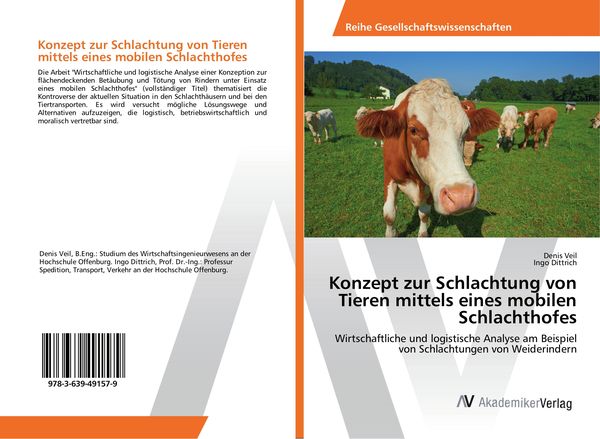 Konzept zur Schlachtung von Tieren
mittels eines mobilen Schlachthofes
Die Arbeit "Wirtschaftliche und logistische Analyse einer Konzeption zur
flächendeckenden Betäubung und Tötung von Rindern unter Einsatz
eines mobilen Schlachthofes" (vollständiger Titel) thematisiert die
Kontroverse der aktuellen Situation in den Schlachthäusern und bei den
Tiertransporten. Es wird versucht mögliche Lösungswege und
Alternativen aufzuzeigen, die logistisch, betriebswirtschaftlich und
moralisch vertretbar sind.
Denis Veil, B.Eng.: Studium des Wirtschaftsingenieurwesens an der
Hochschule Offenburg. Ingo Dittrich, Prof. Dr.-Ing.: Professur
Spedition, Transport, Verkehr an der Hochschule Offenburg.
978-3-639-49157-9
Reihe Gesellschaftswissenschaften
Denis Veil
Ingo Dittrich
Konzept zur Schlachtung von
Tieren mittels eines mobilen
Schlachthofes
Wirtschaftliche und logistische Analyse am Beispiel
von Schlachtungen von Weiderindern
AV AkademikerVerlag